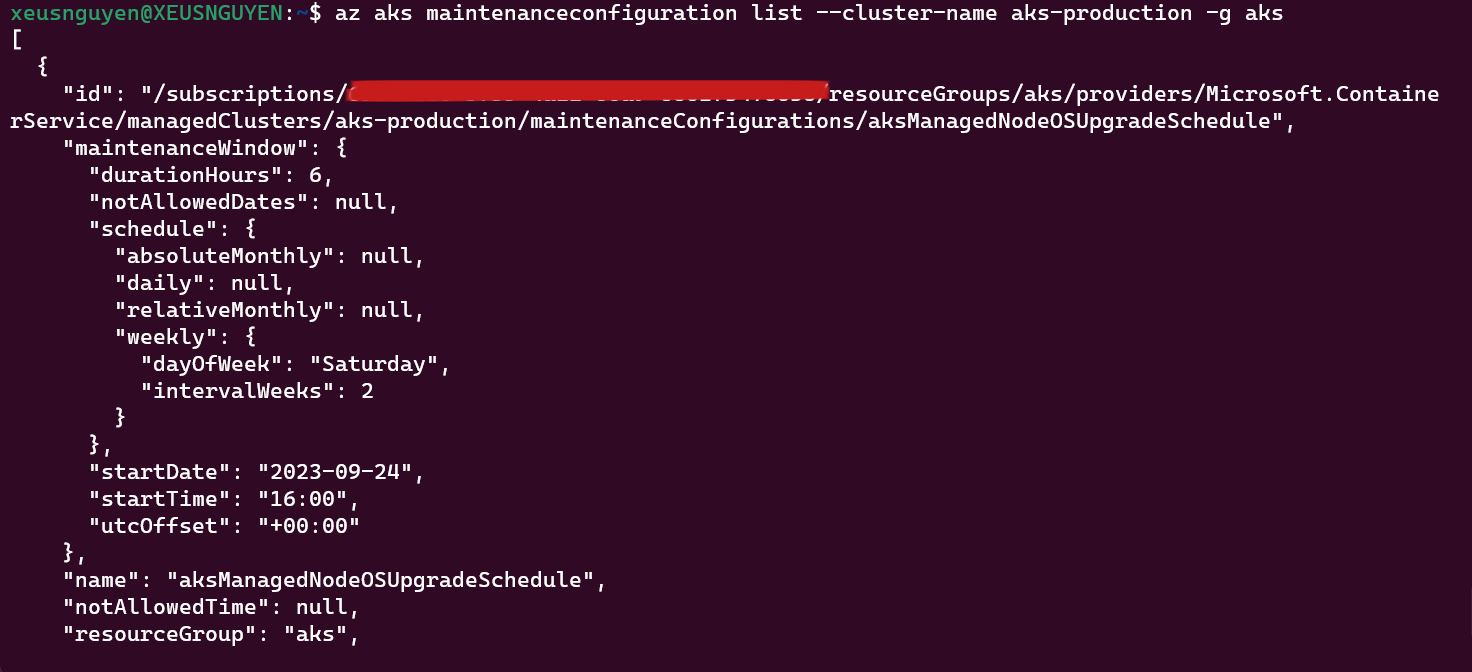 xeusnguyen@XEUSNGUYEN:~$ az aks maintenanceconfiguration list --cluster-name aks-production -g aks
[
  {
    "id": "/subscriptions/ /resourceGroups/aks/providers/Microsoft.Containe
rService/managedClusters/aks-production/maintenanceConfigurations/aksManagedNodeOSUpgradeSchedule",
    "maintenanceWindow": {
      "durationHours": 6,
      "notAllowedDates": null,
      "schedule": {
        "absoluteMonthly": null,
        "daily": null,
        "relativeMonthly": null,
        "weekly": {
          "dayOfWeek": "Saturday",
          "intervalWeeks": 2
        }
      },
      "startDate": "2023-09-24",
      "startTime": "16:00",
      "utcOffset": "+00:00"
    },
    "name": "aksManagedNodeOSUpgradeSchedule",
    "notAllowedTime": null,
    "resourceGroup": "aks",